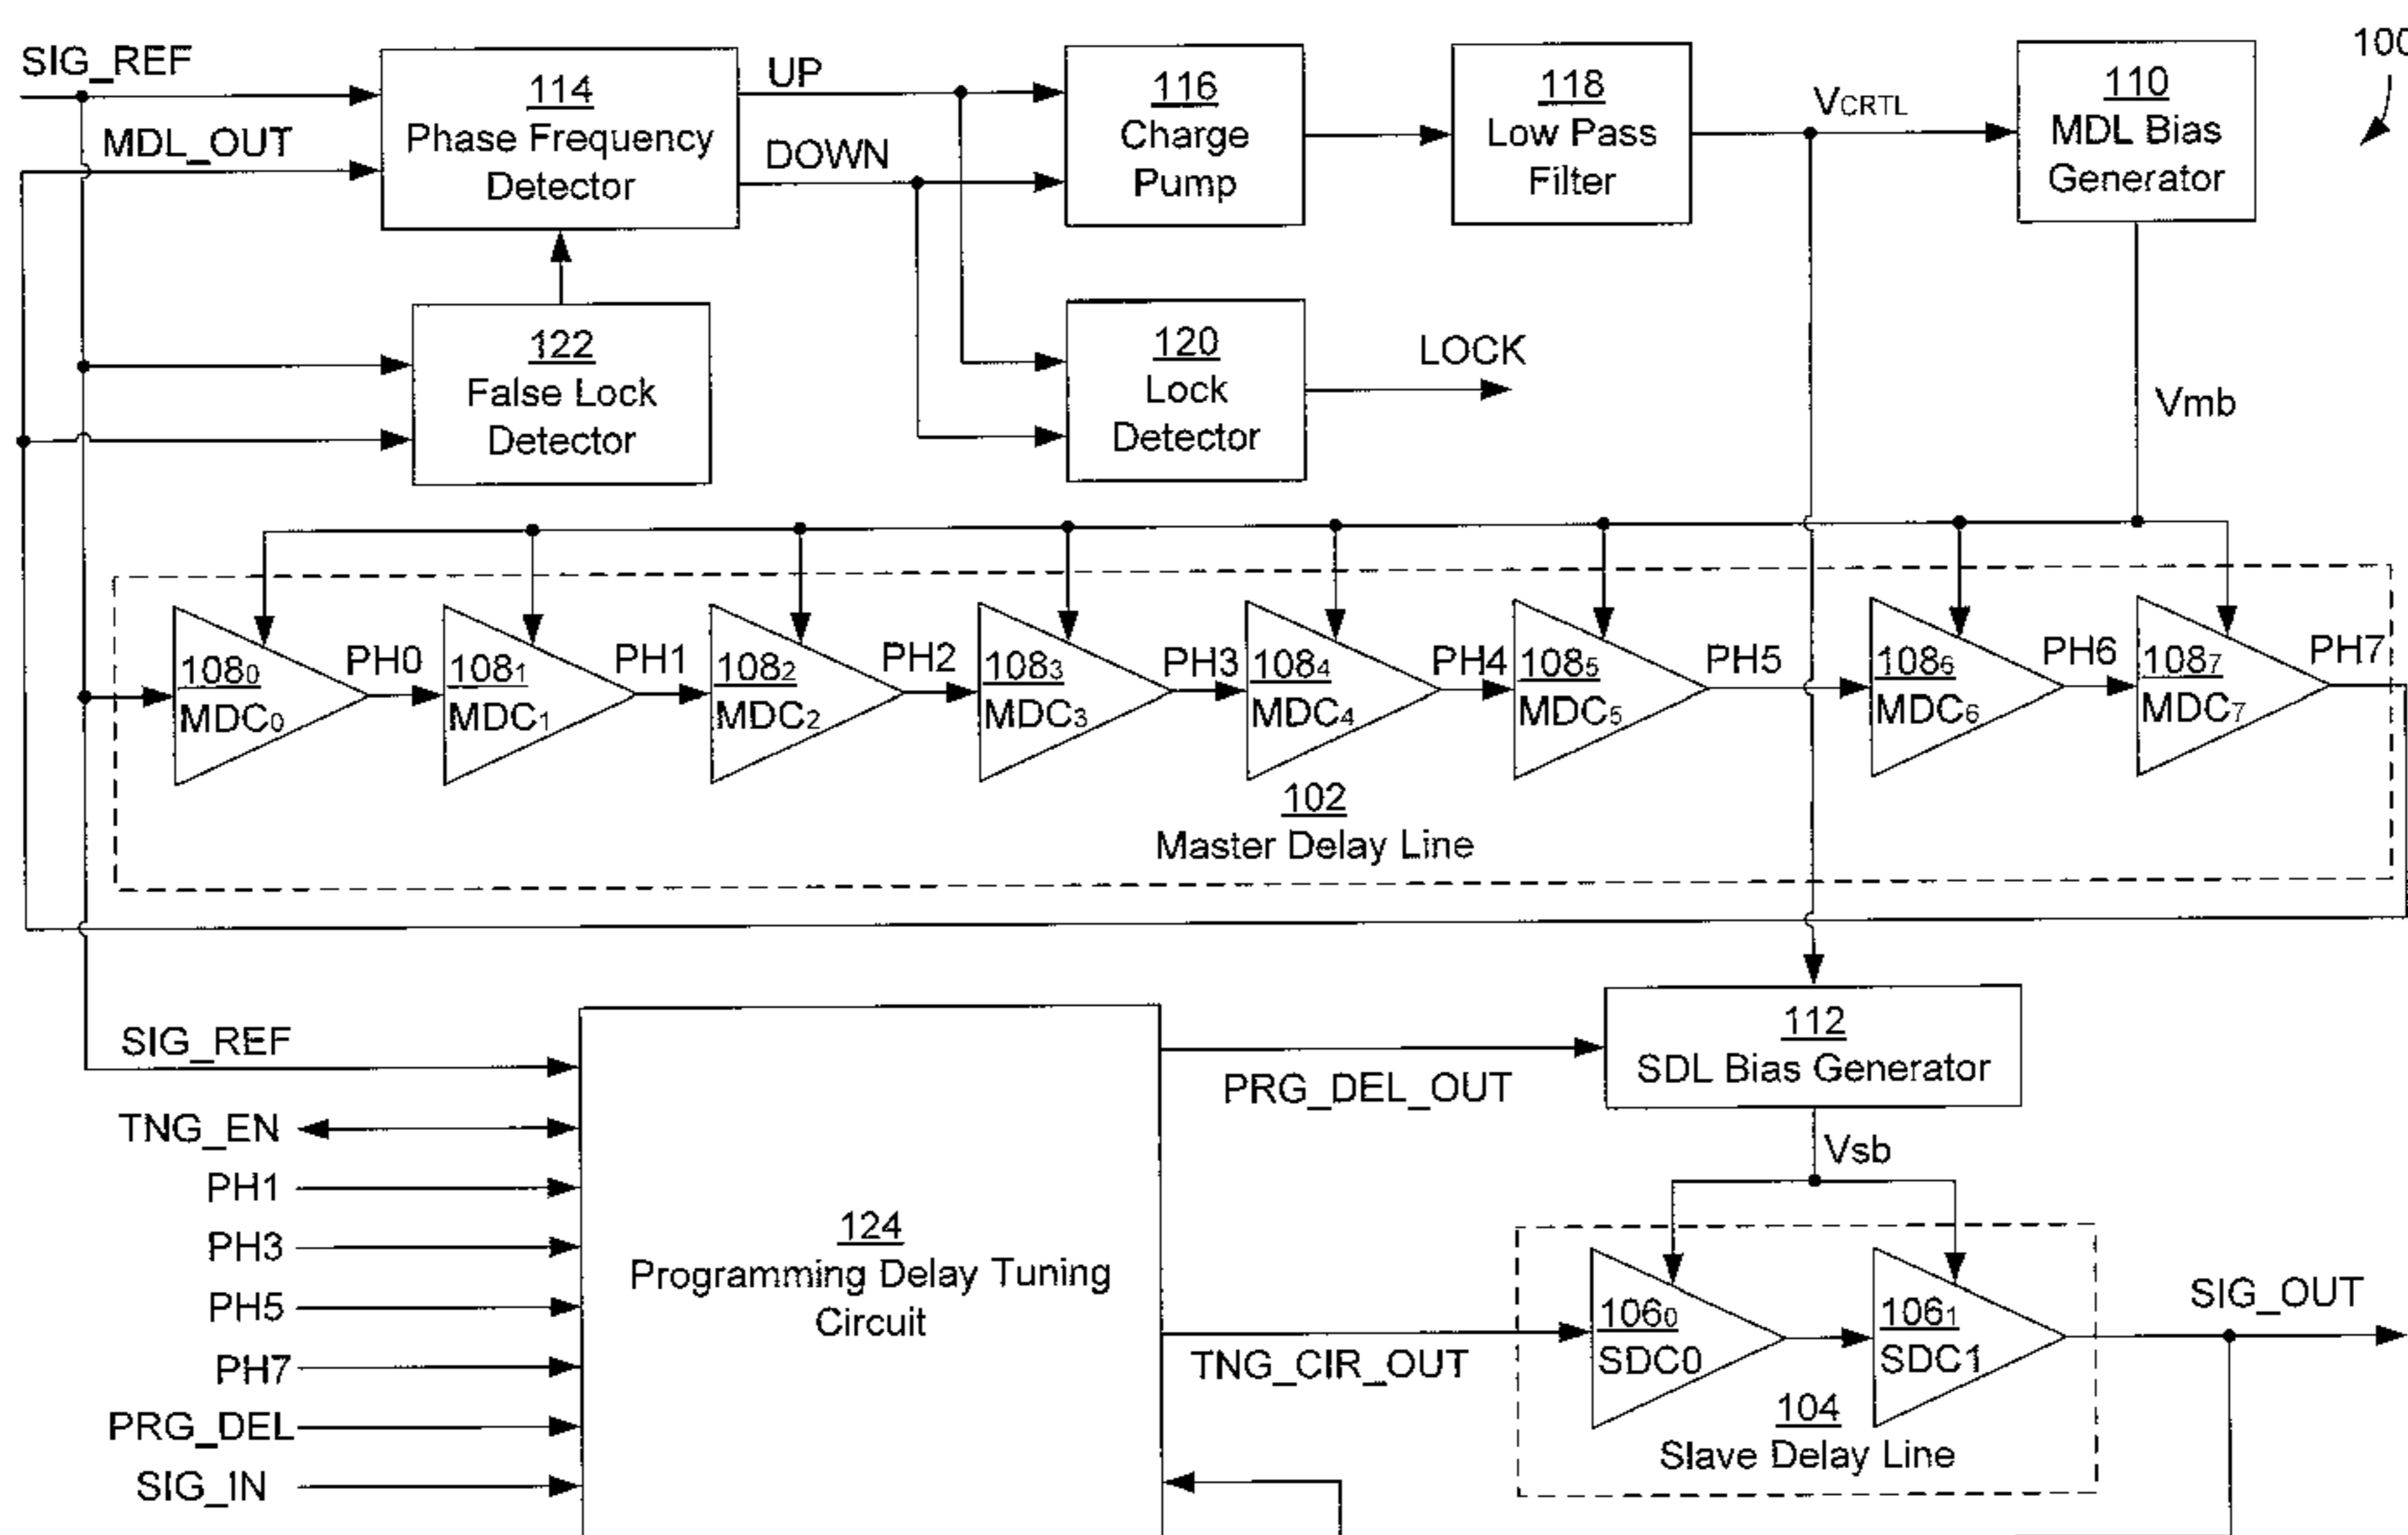 SIG_REF
MDL_OUT
114
Phase Frequency
Detector
UP
DOWN
116
Charge
Pump
118
Low Pass
Filter
VCRTL
110
MDL Bias
Generator
100
122
False Lock
Detector
120
Lock
Detector
LOCK
Vmb
108₀
MDC₀
PH0
108₁
MDC₁
PH1
108₂
MDC₂
PH2
108₃
MDC₃
PH3
108₄
MDC₄
PH4
108₅
MDC₅
PH5
108₆
MDC₆
PH6
108₇
MDC₇
PH7
102
Master Delay Line
SIG_REF
TNG_EN
PH1
PH3
PH5
PH7
PRG_DEL
SIG_IN
124
Programming Delay Tuning
Circuit
PRG_DEL_OUT
TNG_CIR_OUT
112
SDL Bias Generator
Vsb
106₀
SDC0
106₁
SDC1
104
Slave Delay Line
SIG_OUT